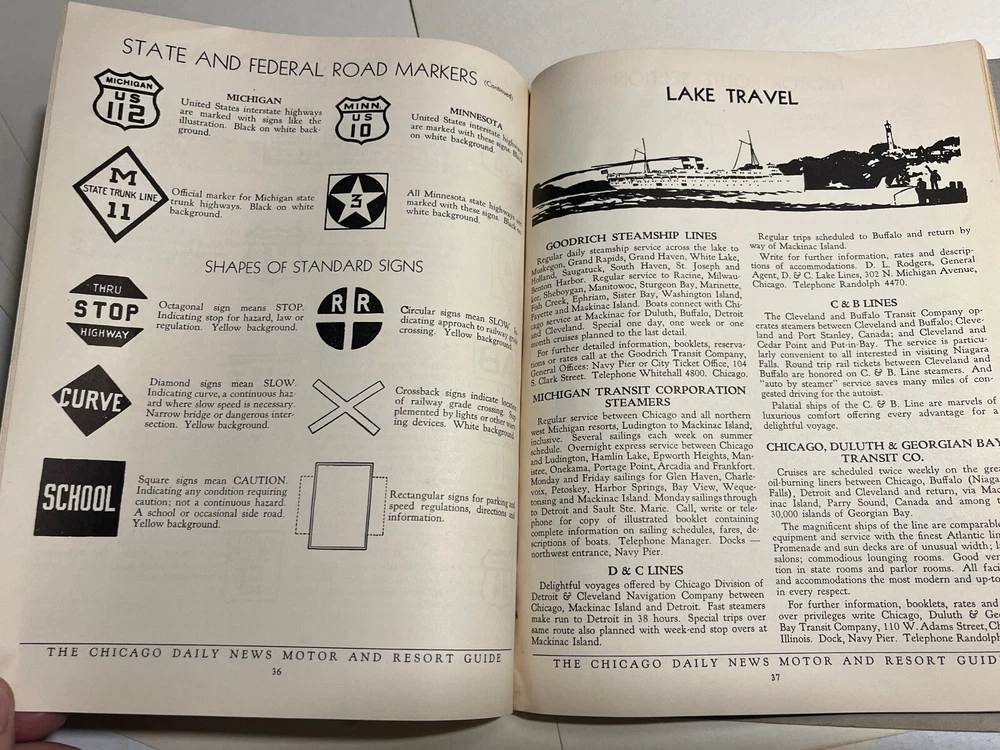 STATE AND FEDERAL ROAD MARKERS (Continued)
MICHIGAN
US
112
MICHIGAN
United States interstate highways
are marked with signs like the
illustration. Black on white back-
ground.
MINN.
US
10
MINNESOTA
United States interstate highways
are marked with these signs. Black
on white background.
M
STATE TRUNK LINE
11
Official marker for Michigan state
trunk highways. Black on white
background.
3
All Minnesota state highways
marked with these signs. Black on
white background.
SHAPES OF STANDARD SIGNS
THRU
STOP
HIGHWAY
Octagonal sign means STOP.
Indicating stop for hazard, law or
regulation. Yellow background.
R R
Circular signs mean SLOW. In-
dicating approach to railway grade
crossing. Yellow background.
CURVE
Diamond signs mean SLOW.
Indicating curve, a continuous haz-
ard where slow speed is necessary.
Narrow bridge or dangerous inter-
section. Yellow background.
Crossback signs indicate location
of railway grade crossing. Sup-
plemented by lights or other warn-
ing devices. White background.
SCHOOL
Square signs mean CAUTION.
Indicating any condition requiring
caution; not a continuous hazard.
A school or occasional side road.
Yellow background.
Rectangular signs for parking and
speed regulations, directions and
information.
THE CHICAGO DAILY NEWS MOTOR AND RESORT GUIDE
36
LAKE TRAVEL
GOODRICH STEAMSHIP LINES
Regular daily steamship service across the lake to
Muskegon, Grand Rapids, Grand Haven, White Lake,
Holland, Saugatuck, South Haven, St. Joseph and
Benton Harbor. Regular service to Racine, Milwau-
kee, Sheboygan, Manitowoc, Sturgeon Bay, Marinette,
Fish Creek, Ephriam, Sister Bay, Washington Island,
Fayette and Mackinac Island. Boats connect with Chi-
cago service at Mackinac for Duluth, Buffalo, Detroit
and Cleveland. Special one day, one week or one
month cruises planned to the last detail.
For further detailed information, booklets, reserva-
tions or rates call at the Goodrich Transit Company,
General Offices: Navy Pier or City Ticket Office, 104
S. Clark Street. Telephone Whitehall 4800. Chicago.
MICHIGAN TRANSIT CORPORATION
STEAMERS
Regular service between Chicago and all northern
west Michigan resorts, Ludington to Mackinac Island,
inclusive. Several sailings each week on summer
schedule. Overnight express service between Chicago
and Ludington, Hamlin Lake, Epworth Heights, Man-
istee, Onekama, Portage Point, Arcadia and Frankfort.
Monday and Friday sailings for Glen Haven, Charle-
voix, Petoskey, Harbor Springs, Bay View, Weque-
tonsing and Mackinac Island. Monday sailings through
to Detroit and Sault Ste. Marie. Call, write or tele-
phone for copy of illustrated booklet containing
complete information on sailing schedules, fares, de-
scriptions of boats. Telephone Manager. Docks —
northwest entrance, Navy Pier.
D & C LINES
Delightful voyages offered by Chicago Division of
Detroit & Cleveland Navigation Company between
Chicago, Mackinac Island and Detroit. Fast steamers
make run to Detroit in 38 hours. Special trips over
same route also planned with week-end stop overs at
Mackinac Island.
Regular trips scheduled to Buffalo and return by
way of Mackinac Island.
Write for further information, rates and descrip-
tions of accommodations. D. L. Rodgers, General
Agent, D. & C. Lake Lines, 302 N. Michigan Avenue,
Chicago. Telephone Randolph 4470.
C & B LINES
The Cleveland and Buffalo Transit Company op-
erates steamers between Cleveland and Buffalo; Cleve-
land and Port Stanley, Canada; and Cleveland and
Cedar Point and Put-in-Bay. The service is particu-
larly convenient to all interested in visiting Niagara
Falls. Round trip rail tickets between Cleveland and
Buffalo are honored on C. & B. Line steamers. And
"auto by steamer" service saves many miles of con-
gested driving for the autoist.
Palatial ships of the C. & B. Line are marvels of
luxurious comfort offering every advantage for a
delightful voyage.
CHICAGO, DULUTH & GEORGIAN BAY
TRANSIT CO.
Cruises are scheduled twice weekly on the great
oil-burning liners between Chicago, Buffalo (Niagara
Falls), Detroit and Cleveland and return, via Mack-
inac Island, Parry Sound, Canada and among the
30,000 islands of Georgian Bay.
The magnificent ships of the line are comparable
equipment and service with the finest Atlantic
Promenade and sun decks are of unusual width;
salons; commodious lounging rooms. Good
tion in state rooms and parlor rooms. All
and accommodations the most modern and
in every respect.
For further information, booklets, rates and
over privileges write Chicago, Duluth &
Bay Transit Company, 110 W. Adams Street,
Illinois. Dock, Navy Pier. Telephone Randolph
THE CHICAGO DAILY NEWS MOTOR AND RESORT GUIDE
37